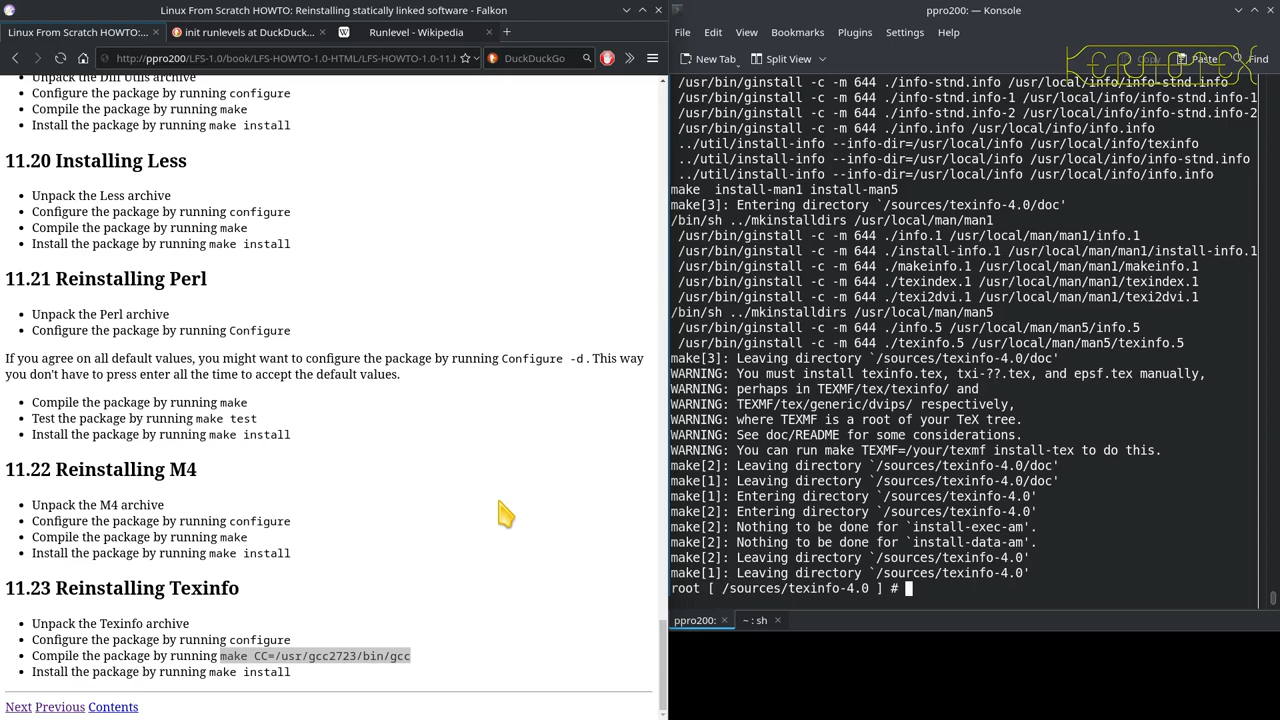 Linux From Scratch HOWTO: Reinstalling statically linked software - Falkon
Linux From Scratch HOWTO:...
init runlevels at DuckDuc...
Runlevel - Wikipedia
http://ppro200/LFS-1.0/book/LFS-HOWTO-1.0-HTML/LFS-HOWTO-1.0-11.h
DuckDuckGo
Unpack the Diff Utils archive
Configure the package by running configure
Compile the package by running make
Install the package by running make install
11.20 Installing Less
Unpack the Less archive
Configure the package by running configure
Compile the package by running make
Install the package by running make install
11.21 Reinstalling Perl
Unpack the Perl archive
Configure the package by running Configure
If you agree on all default values, you might want to configure the package by running Configure -d . This way
you don't have to press enter all the time to accept the default values.
Compile the package by running make
Test the package by running make test
Install the package by running make install
11.22 Reinstalling M4
Unpack the M4 archive
Configure the package by running configure
Compile the package by running make
Install the package by running make install
11.23 Reinstalling Texinfo
Unpack the Texinfo archive
Configure the package by running configure
Compile the package by running make CC=/usr/gcc2723/bin/gcc
Install the package by running make install
Next Previous Contents
ppro200: — Konsole
File Edit View Bookmarks Plugins Settings Help
New Tab Split View Copy Paste Find
/usr/bin/ginstall -c -m 644 ./info-stnd.info /usr/local/info/info-stnd.info
/usr/bin/ginstall -c -m 644 ./info-stnd.info-1 /usr/local/info/info-stnd.info-1
/usr/bin/ginstall -c -m 644 ./info-stnd.info-2 /usr/local/info/info-stnd.info-2
/usr/bin/ginstall -c -m 644 ./info.info /usr/local/info/info.info
../util/install-info --info-dir=/usr/local/info /usr/local/info/texinfo
../util/install-info --info-dir=/usr/local/info /usr/local/info/info-stnd.info
../util/install-info --info-dir=/usr/local/info /usr/local/info/info.info
make  install-man1 install-man5
make[3]: Entering directory `/sources/texinfo-4.0/doc'
/bin/sh ../mkinstalldirs /usr/local/man/man1
/usr/bin/ginstall -c -m 644 ./info.1 /usr/local/man/man1/info.1
/usr/bin/ginstall -c -m 644 ./install-info.1 /usr/local/man/man1/install-info.1
/usr/bin/ginstall -c -m 644 ./makeinfo.1 /usr/local/man/man1/makeinfo.1
/usr/bin/ginstall -c -m 644 ./texindex.1 /usr/local/man/man1/texindex.1
/usr/bin/ginstall -c -m 644 ./texi2dvi.1 /usr/local/man/man1/texi2dvi.1
/bin/sh ../mkinstalldirs /usr/local/man/man5
/usr/bin/ginstall -c -m 644 ./info.5 /usr/local/man/man5/info.5
/usr/bin/ginstall -c -m 644 ./texinfo.5 /usr/local/man/man5/texinfo.5
make[3]: Leaving directory `/sources/texinfo-4.0/doc'
WARNING: You must install texinfo.tex, txi-??.tex, and epsf.tex manually,
WARNING: perhaps in TEXMF/tex/texinfo/ and
WARNING: TEXMF/tex/generic/dvips/ respectively,
WARNING: where TEXMF is a root of your TeX tree.
WARNING: See doc/README for some considerations.
WARNING: You can run make TEXMF=/your/texmf install-tex to do this.
make[2]: Leaving directory `/sources/texinfo-4.0/doc'
make[1]: Leaving directory `/sources/texinfo-4.0/doc'
make[1]: Entering directory `/sources/texinfo-4.0'
make[2]: Entering directory `/sources/texinfo-4.0'
make[2]: Nothing to be done for `install-exec-am'.
make[2]: Nothing to be done for `install-data-am'.
make[2]: Leaving directory `/sources/texinfo-4.0'
make[1]: Leaving directory `/sources/texinfo-4.0'
root [ /sources/texinfo-4.0 ] #
ppro200:
~ : sh